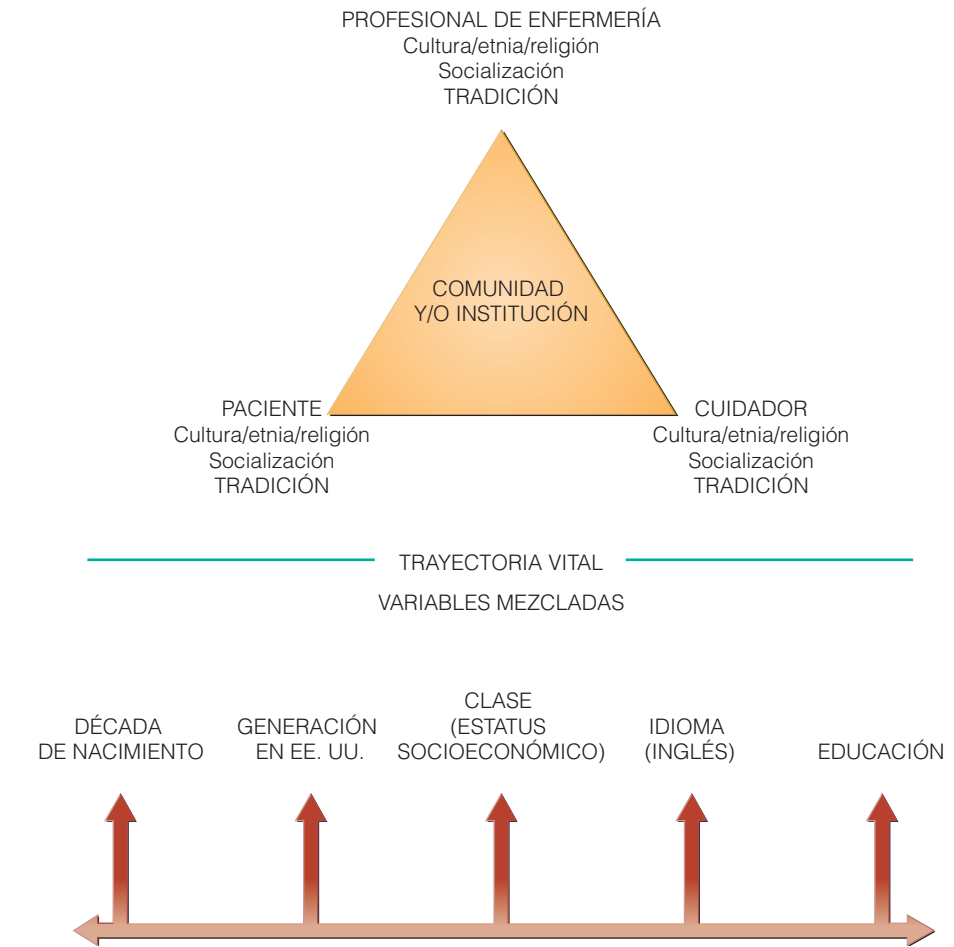 PROFESIONAL DE ENFERMERÍA
Cultura/etnia/religión
Socialización
TRADICIÓN
COMUNIDAD
Y/O INSTITUCIÓN
PACIENTE
Cultura/etnia/religión
Socialización
TRADICIÓN
CUIDADOR
Cultura/etnia/religión
Socialización
TRADICIÓN
TRAYECTORIA VITAL
VARIABLES MEZCLADAS
DÉCADA
DE NACIMIENTO
GENERACIÓN
EN EE. UU.
CLASE
(ESTATUS
SOCIOECONÓMICO)
IDIOMA
(INGLÉS)
EDUCACIÓN